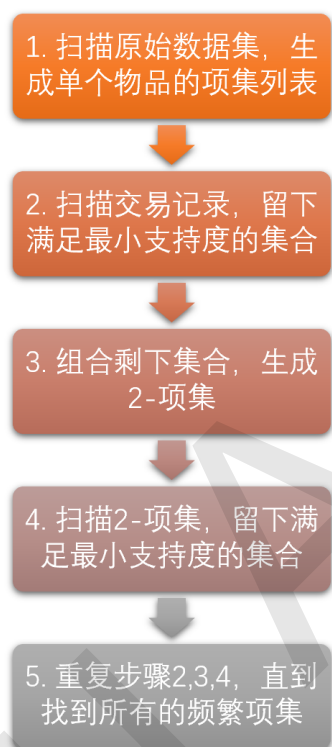 1. 扫描原始数据集，生
成单个物品的项集列表
2. 扫描交易记录，留下
满足最小支持度的集合
3. 组合剩下集合，生成
2-项集
4. 扫描2-项集，留下满
足最小支持度的集合
5. 重复步骤2,3,4，直到
找到所有的频繁项集